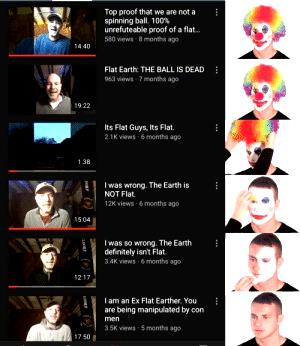 Top proof that we are not a
spinning ball. 100%
unrefuteable proof of a flat...
580 views · 8 months ago
14:40
Flat Earth: THE BALL IS DEAD
963 views · 7 months ago
19:22
Its Flat Guys, Its Flat.
2.1K views · 6 months ago
1:38
I was wrong. The Earth is
NOT Flat.
12K views · 6 months ago
15:04
I was so wrong. The Earth
definitely isn't Flat.
3.4K views · 6 months ago
12:17
I am an Ex Flat Earther. You
are being manipulated by con
men
3.5K views · 5 months ago
17:50